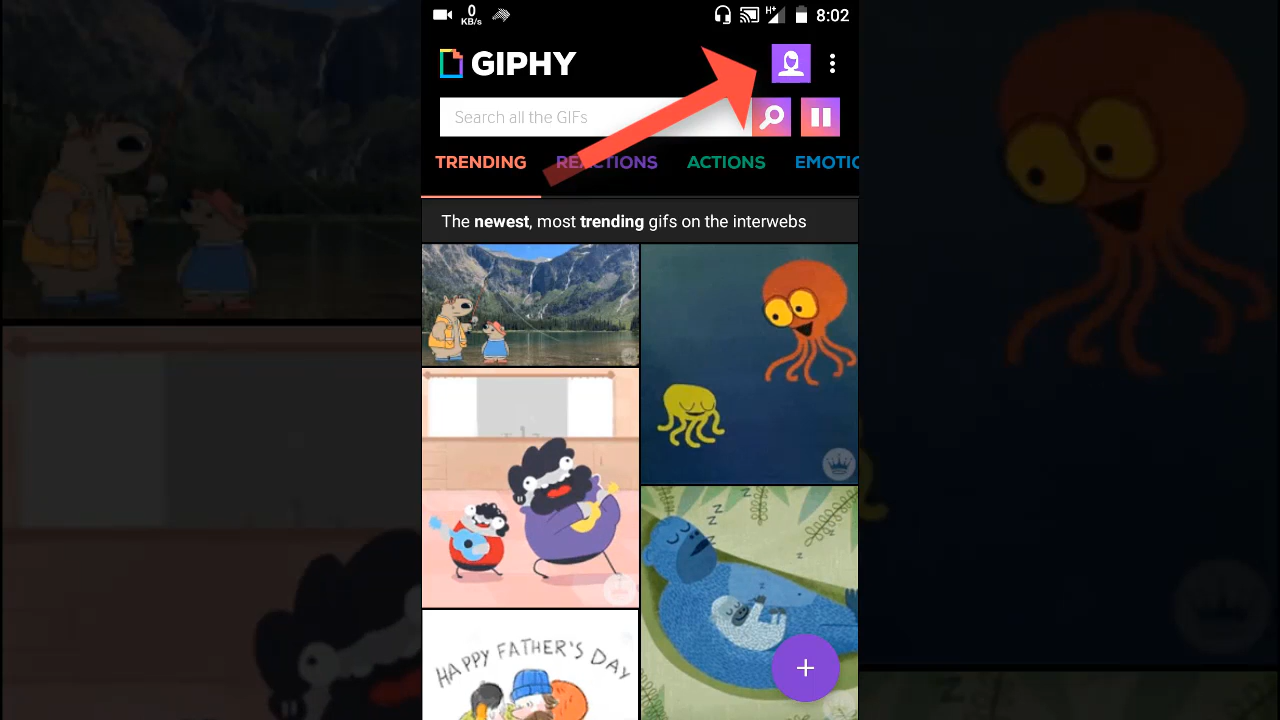 0
KB/s
H+
8:02
GIPHY
Search all the GIFs
TRENDING REACTIONS ACTIONS EMOTIC
The newest, most trending gifs on the interwebs
z z z z
z z
HAPPY FATHER'S DAY